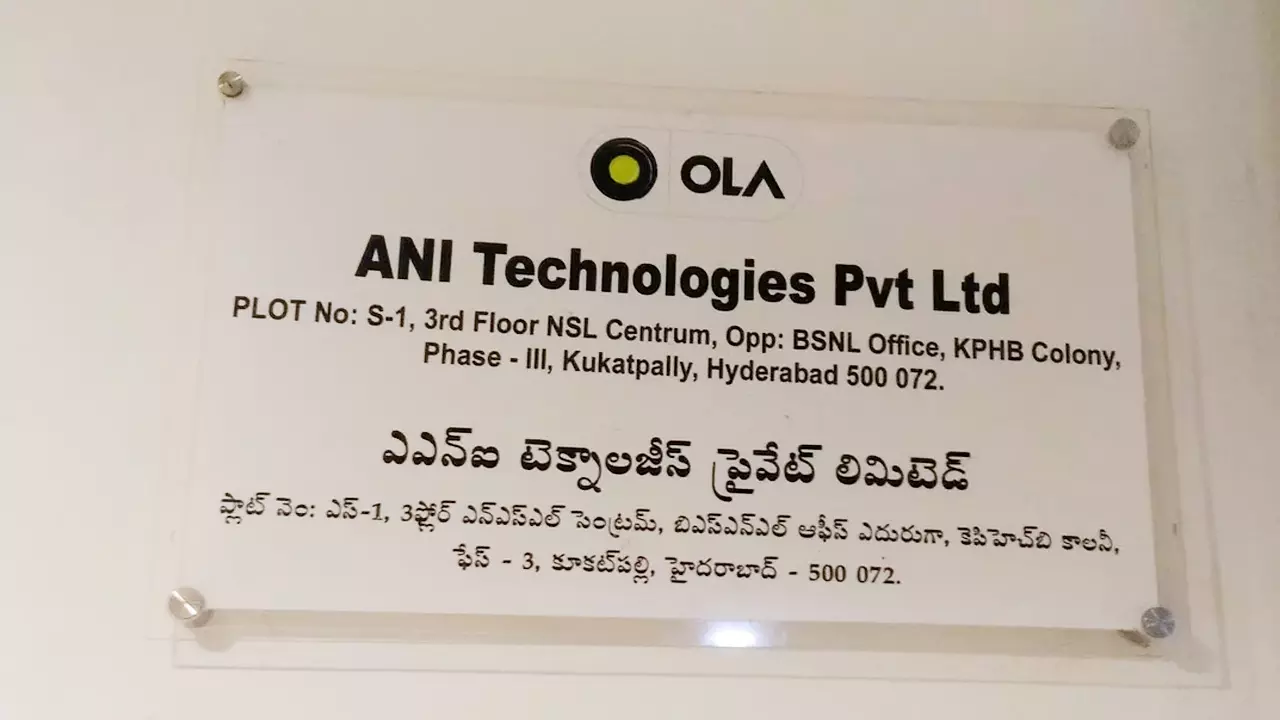 OLA
ANI Technologies Pvt Ltd
PLOT No: S-1, 3rd Floor NSL Centrum, Opp: BSNL Office, KPHB Colony,
Phase - III, Kukatpally, Hyderabad 500 072.
ఎఎన్ఐ టెక్నాలజీస్ ప్రైవేట్ లిమిటెడ్
ప్లాట్ నెం: ఎస్-1, 3ఫ్లోర్ ఎన్ఎస్ఎల్ సెంట్రమ్, బిఎస్ఎన్ఎల్ ఆఫీస్ ఎదురుగా, కెపిహెచ్‌బి కాలనీ,
ఫేస్ - 3, కూకట్‌పల్లి, హైదరాబాద్ - 500 072.